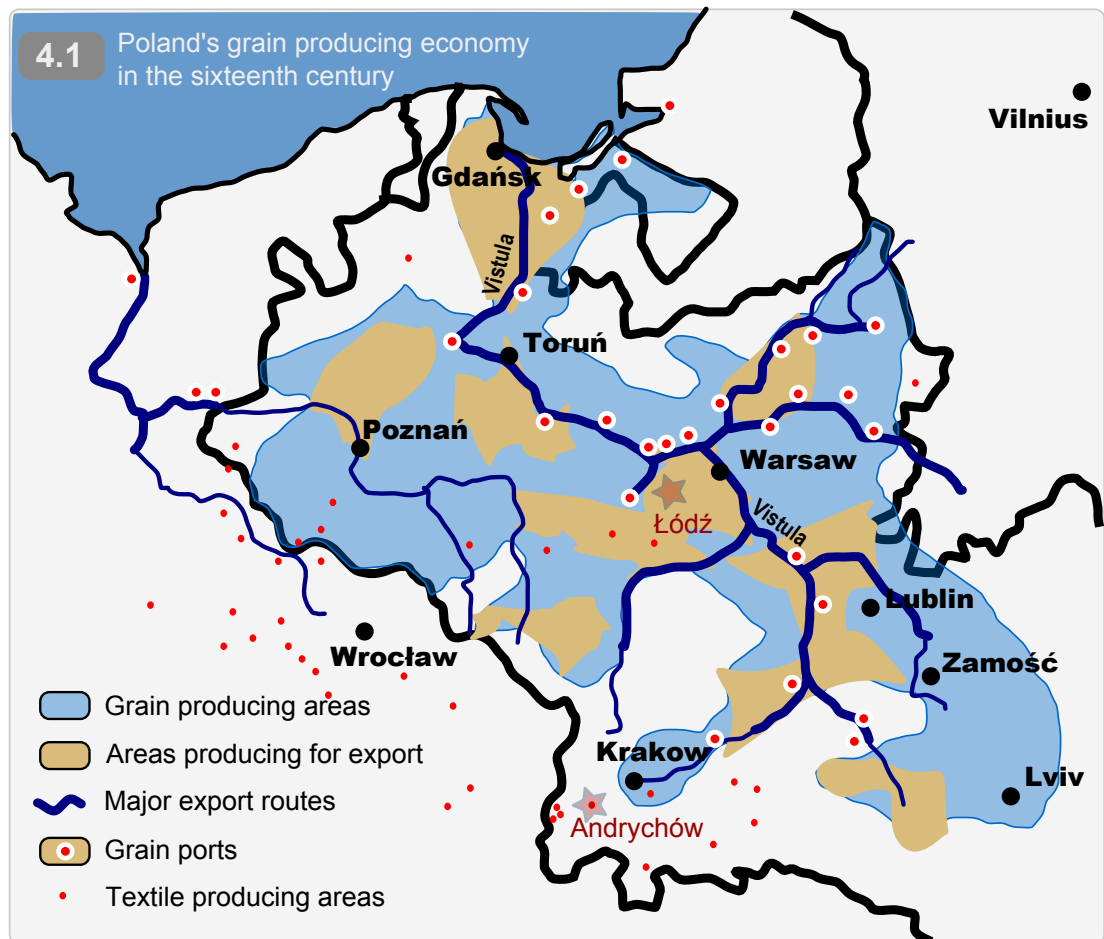 4.1
Poland's grain producing economy
in the sixteenth century
Vilnius
Gdańsk
Vistula
Toruń
Poznań
Warsaw
Łódź
Vistula
Lublin
Wrocław
Zamość
Krakow
Lviv
Andrychów
Grain producing areas
Areas producing for export
Major export routes
Grain ports
Textile producing areas